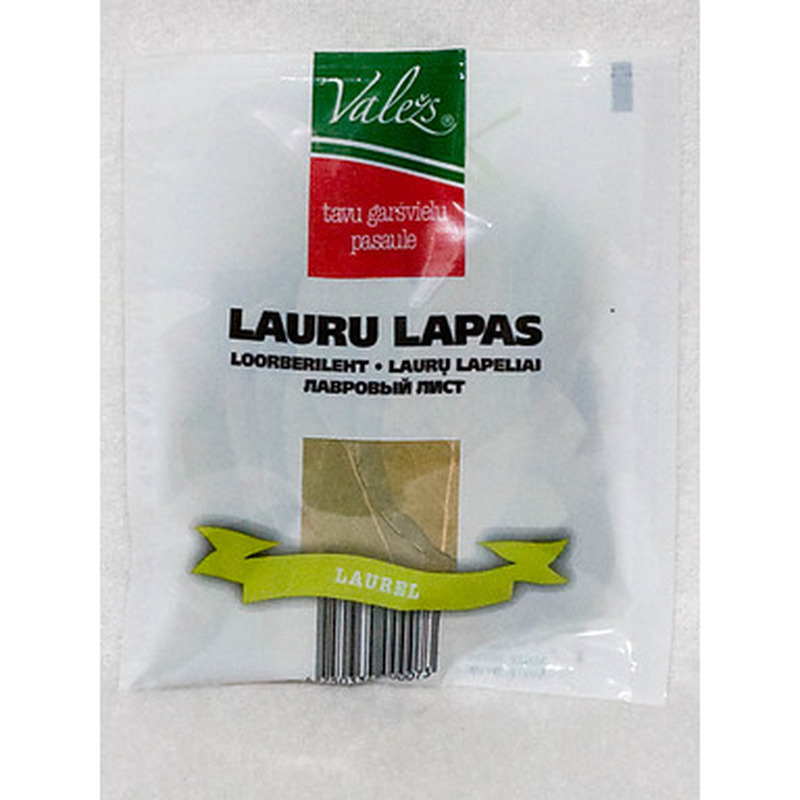 Valežs®
tavu garšvielu
pasaule
LAURU LAPAS
LOORBERILEHT • LAURŲ LAPELIAI
ЛАВРОВЫЙ ЛИСТ
LAUREL